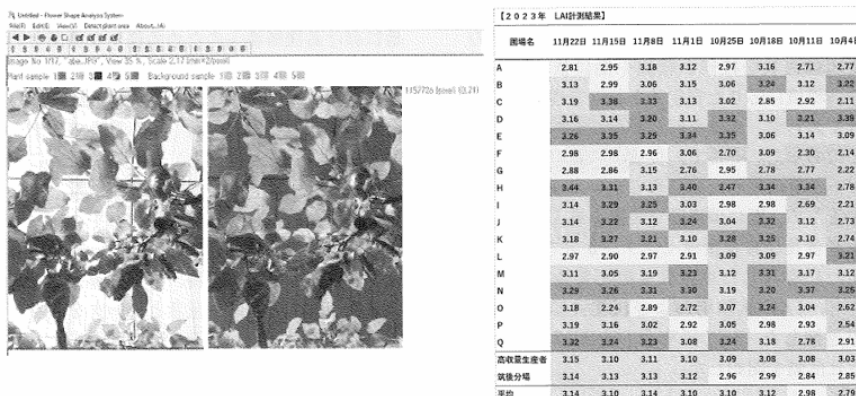 Untitled - Flower Shape Analysis System
File(F) Edit(E) View(V) Detect plant area About...(A)
Image No 1/17, "abe.JPG", View 35 %, Scale 2.17 (mm^2/pixel)
Plant sample 1 2 3 4 5 Background sample 1 2 3 4 5
157726 (pixel) (0.21)
【2023年 LAI計測結果】
圃場名 11月22日 11月15日 11月8日 11月1日 10月25日 10月18日 10月11日 10月4日
A 2.81 2.95 3.18 3.12 2.97 3.16 2.71 2.77
B 3.13 2.99 3.06 3.15 3.06 3.24 3.12 3.22
C 3.19 3.38 3.33 3.13 3.02 2.85 2.92 2.11
D 3.16 3.14 3.20 3.11 3.32 3.10 3.21 3.38
E 3.26 3.35 3.29 3.34 3.35 3.06 3.14 3.09
F 2.98 2.98 2.96 3.06 2.70 3.09 2.30 2.14
G 2.88 2.86 3.15 2.76 2.95 2.78 2.77 2.22
H 3.44 3.31 3.13 3.40 2.47 3.34 3.34 2.78
I 3.14 3.29 3.25 3.03 2.98 2.98 2.69 2.21
J 3.14 3.22 3.12 3.24 3.04 3.32 3.12 2.73
K 3.18 3.27 3.21 3.10 3.28 3.25 3.10 2.74
L 2.97 2.90 2.97 2.91 3.09 3.09 2.97 3.21
M 3.11 3.05 3.19 3.23 3.12 3.31 3.17 3.12
N 3.29 3.26 3.31 3.30 3.19 3.20 3.37 3.26
O 3.18 2.24 2.89 2.72 3.07 3.24 3.04 2.62
P 3.19 3.16 3.02 2.92 3.05 2.98 2.93 2.54
Q 3.32 3.24 3.23 3.08 3.24 3.18 2.76 2.91
高収量生産者 3.15 3.10 3.11 3.10 3.09 3.08 3.08 3.03
筑後分場 3.14 3.13 3.13 3.12 2.96 2.99 2.84 2.85
平均 3.14 3.10 3.14 3.10 3.10 3.12 2.98 2.79